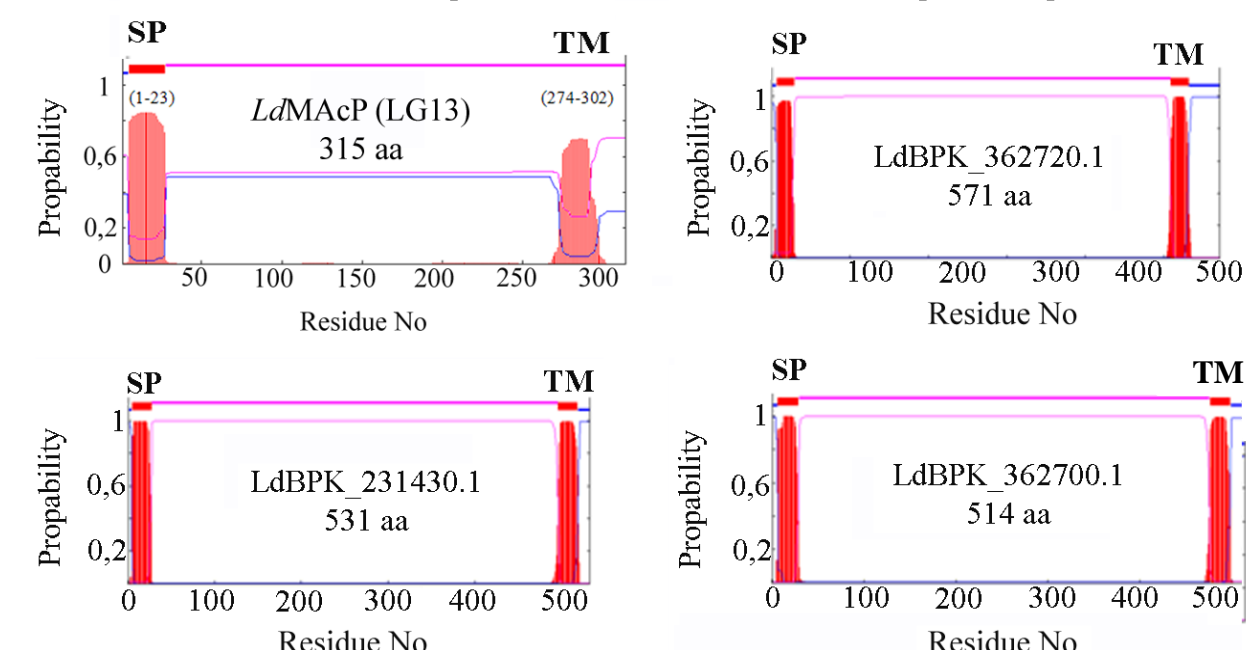 SP
TM
1
0,6
0,2
0
Propability
(1-23)
(274-302)
LdMAcP (LG13)
315 aa
50
100
150
200
250
300
Residue No
SP
TM
1
0,6
0,2
Propability
LdBPK_362720.1
571 aa
0
100
200
300
400
500
Residue No
SP
TM
1
0,6
0,2
Propability
LdBPK_231430.1
531 aa
0
100
200
300
400
500
Residue No
SP
TM
1
0,6
0,2
Propability
LdBPK_362700.1
514 aa
0
100
200
300
400
500
Residue No